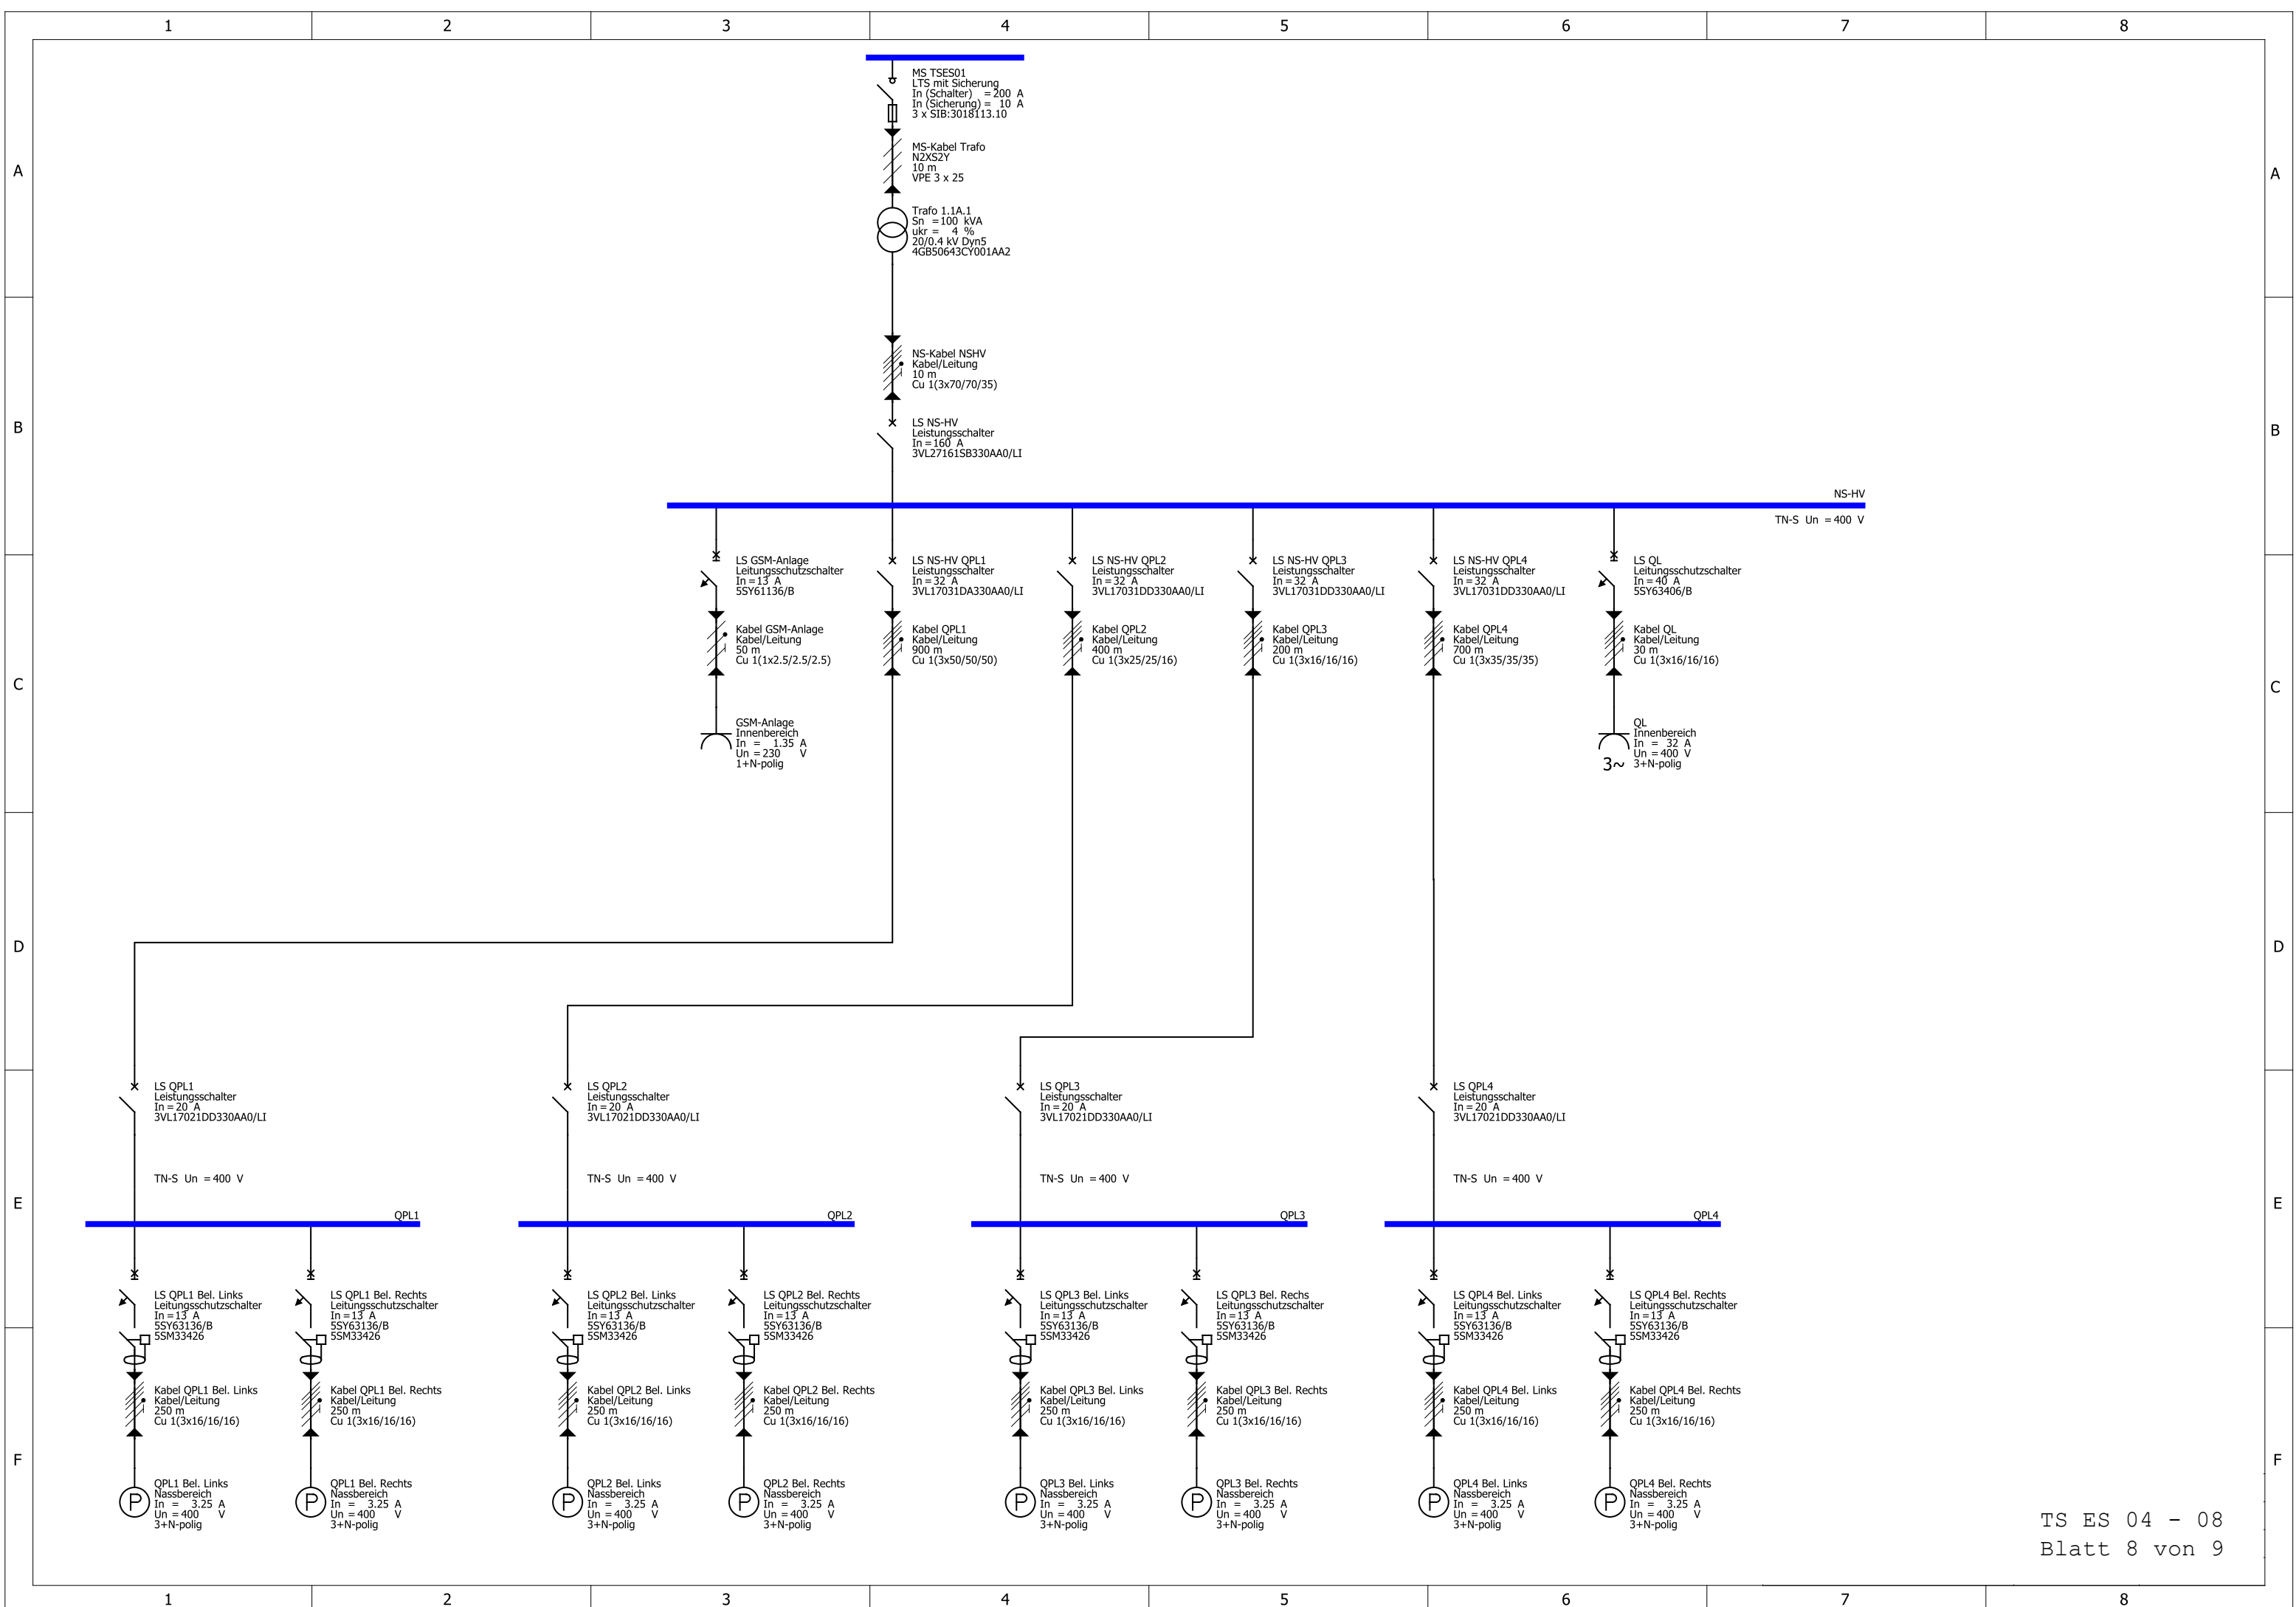 1 2 3 4 5 6 7 8
A A
B B
C C
D D
E E
F F
MS TSES01
LTS mit Sicherung
In (Schalter) = 200 A
In (Sicherung) = 10 A
3 x SIB:3018113.10
MS-Kabel Trafo
N2XS2Y
10 m
VPE 3 x 25
Trafo 1.1A.1
Sn = 100 kVA
ukr = 4 %
20/0.4 kV Dyn5
4GB50643CY001AA2
NS-Kabel NSHV
Kabel/Leitung
10 m
Cu 1(3x70/70/35)
LS NS-HV
Leistungsschalter
In = 160 A
3VL27161SB330AA0/LI
NS-HV
TN-S Un = 400 V
LS GSM-Anlage
Leitungsschutzschalter
In = 13 A
5SY61136/B
LS NS-HV QPL1
Leistungsschalter
In = 32 A
3VL17031DA330AA0/LI
LS NS-HV QPL2
Leistungsschalter
In = 32 A
3VL17031DD330AA0/LI
LS NS-HV QPL3
Leistungsschalter
In = 32 A
3VL17031DD330AA0/LI
LS NS-HV QPL4
Leistungsschalter
In = 32 A
3VL17031DD330AA0/LI
LS QL
Leitungsschutzschalter
In = 40 A
5SY63406/B
Kabel GSM-Anlage
Kabel/Leitung
50 m
Cu 1(1x2.5/2.5/2.5)
Kabel QPL1
Kabel/Leitung
900 m
Cu 1(3x50/50/50)
Kabel QPL2
Kabel/Leitung
400 m
Cu 1(3x25/25/16)
Kabel QPL3
Kabel/Leitung
200 m
Cu 1(3x16/16/16)
Kabel QPL4
Kabel/Leitung
700 m
Cu 1(3x35/35/35)
Kabel QL
Kabel/Leitung
30 m
Cu 1(3x16/16/16)
GSM-Anlage
Innenbereich
In = 1.35 A
Un = 230 V
1+N-polig
QL
Innenbereich
In = 32 A
Un = 400 V
3~ 3+N-polig
LS QPL1
Leistungsschalter
In = 20 A
3VL17021DD330AA0/LI
TN-S Un = 400 V
QPL1
LS QPL2
Leistungsschalter
In = 20 A
3VL17021DD330AA0/LI
TN-S Un = 400 V
QPL2
LS QPL3
Leistungsschalter
In = 20 A
3VL17021DD330AA0/LI
TN-S Un = 400 V
QPL3
LS QPL4
Leistungsschalter
In = 20 A
3VL17021DD330AA0/LI
TN-S Un = 400 V
QPL4
LS QPL1 Bel. Links
Leitungsschutzschalter
In = 13 A
5SY63136/B
5SM33426
LS QPL1 Bel. Rechts
Leitungsschutzschalter
In = 13 A
5SY63136/B
5SM33426
LS QPL2 Bel. Links
Leitungsschutzschalter
In = 13 A
5SY63136/B
5SM33426
LS QPL2 Bel. Rechts
Leitungsschutzschalter
In = 13 A
5SY63136/B
5SM33426
LS QPL3 Bel. Links
Leitungsschutzschalter
In = 13 A
5SY63136/B
5SM33426
LS QPL3 Bel. Rechs
Leitungsschutzschalter
In = 13 A
5SY63136/B
5SM33426
LS QPL4 Bel. Links
Leitungsschutzschalter
In = 13 A
5SY63136/B
5SM33426
LS QPL4 Bel. Rechts
Leitungsschutzschalter
In = 13 A
5SY63136/B
5SM33426
Kabel QPL1 Bel. Links
Kabel/Leitung
250 m
Cu 1(3x16/16/16)
Kabel QPL1 Bel. Rechts
Kabel/Leitung
250 m
Cu 1(3x16/16/16)
Kabel QPL2 Bel. Links
Kabel/Leitung
250 m
Cu 1(3x16/16/16)
Kabel QPL2 Bel. Rechts
Kabel/Leitung
250 m
Cu 1(3x16/16/16)
Kabel QPL3 Bel. Links
Kabel/Leitung
250 m
Cu 1(3x16/16/16)
Kabel QPL3 Bel. Rechts
Kabel/Leitung
250 m
Cu 1(3x16/16/16)
Kabel QPL4 Bel. Links
Kabel/Leitung
250 m
Cu 1(3x16/16/16)
Kabel QPL4 Bel. Rechts
Kabel/Leitung
250 m
Cu 1(3x16/16/16)
QPL1 Bel. Links
Nassbereich
P In = 3.25 A
Un = 400 V
3+N-polig
QPL1 Bel. Rechts
Nassbereich
P In = 3.25 A
Un = 400 V
3+N-polig
QPL2 Bel. Links
Nassbereich
P In = 3.25 A
Un = 400 V
3+N-polig
QPL2 Bel. Rechts
Nassbereich
P In = 3.25 A
Un = 400 V
3+N-polig
QPL3 Bel. Links
Nassbereich
P In = 3.25 A
Un = 400 V
3+N-polig
QPL3 Bel. Rechts
Nassbereich
P In = 3.25 A
Un = 400 V
3+N-polig
QPL4 Bel. Links
Nassbereich
P In = 3.25 A
Un = 400 V
3+N-polig
QPL4 Bel. Rechts
Nassbereich
P In = 3.25 A
Un = 400 V
3+N-polig
TS ES 04 - 08
Blatt 8 von 9
1 2 3 4 5 6 7 8